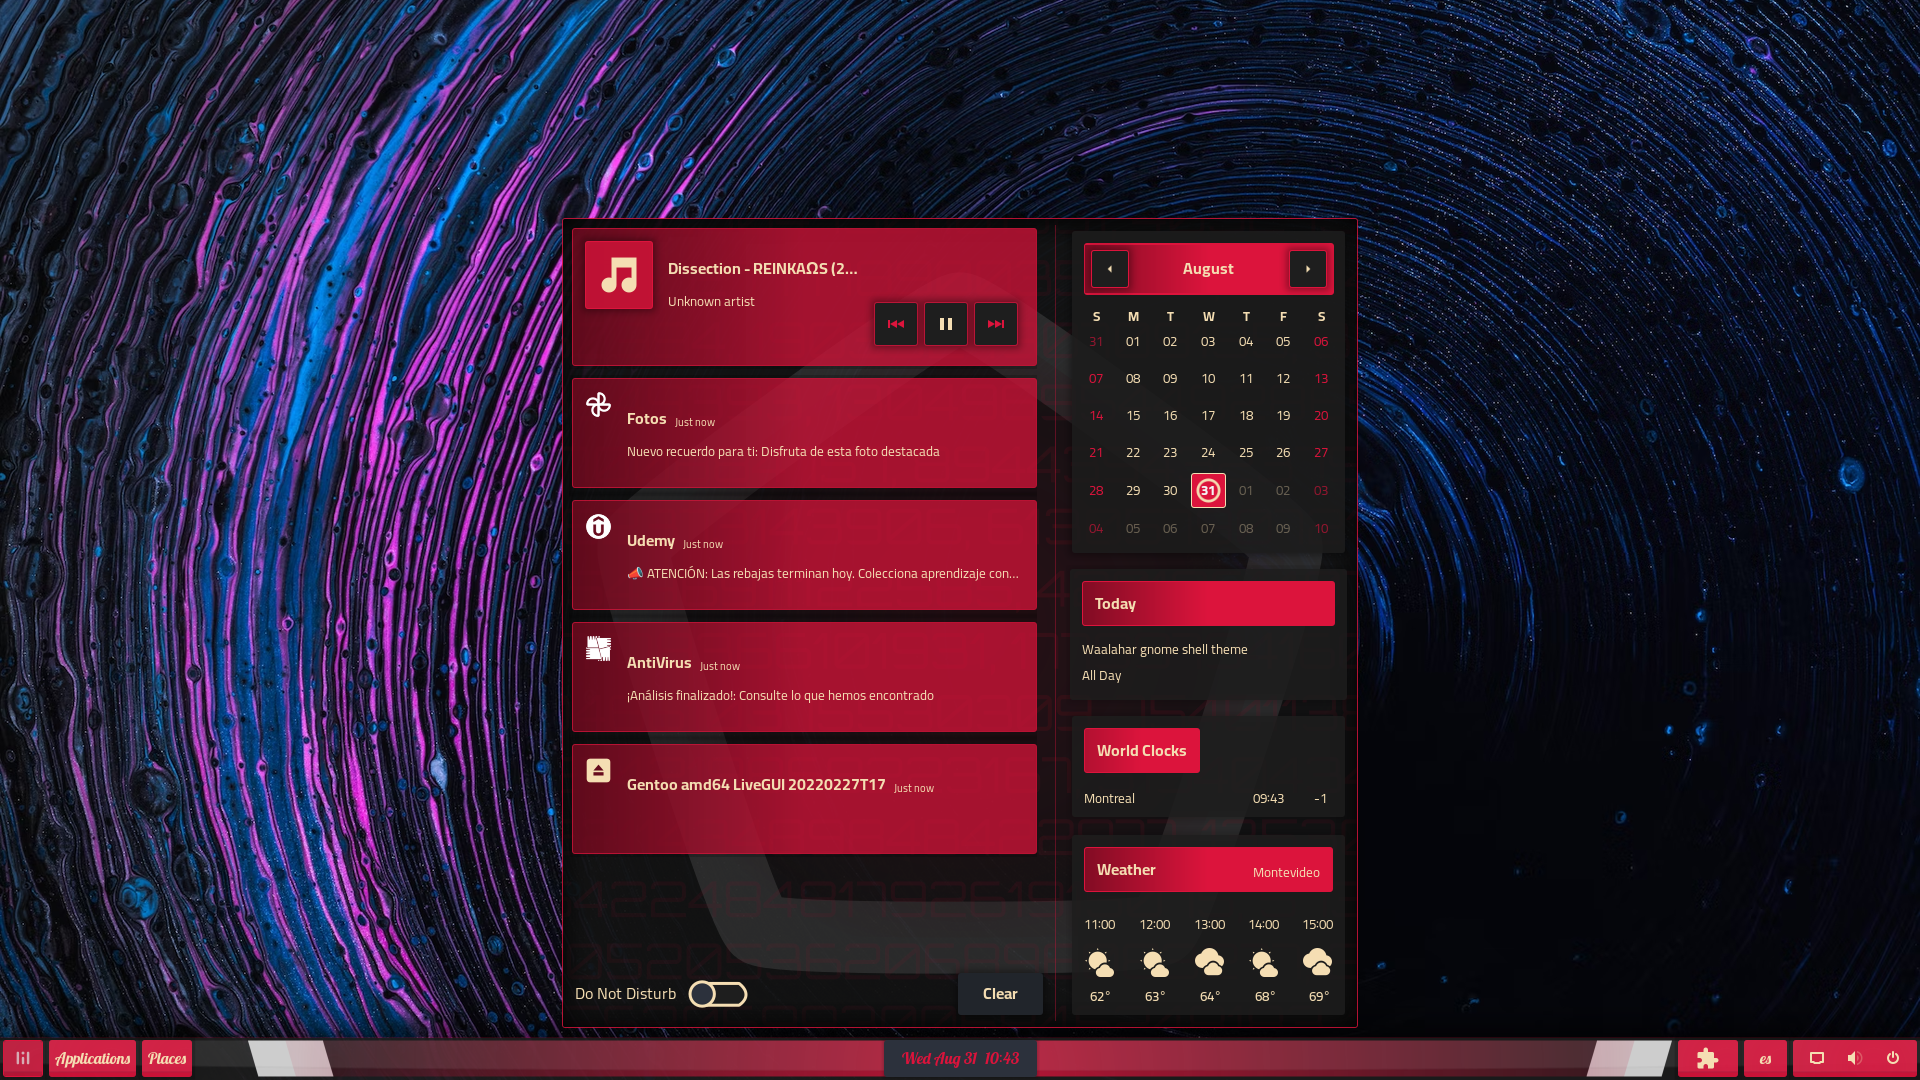 Dissection - REINKAΩS (2…
Unknown artist
Fotos Just now
Nuevo recuerdo para ti: Disfruta de esta foto destacada
Udemy Just now
📣 ATENCIÓN: Las rebajas terminan hoy. Colecciona aprendizaje con…
AntiVirus Just now
¡Análisis finalizado!: Consulte lo que hemos encontrado
Gentoo amd64 LiveGUI 20220227T17 Just now
Do Not Disturb
Clear
August
S M T W T F S
31 01 02 03 04 05 06
07 08 09 10 11 12 13
14 15 16 17 18 19 20
21 22 23 24 25 26 27
28 29 30 31 01 02 03
04 05 06 07 08 09 10
Today
Waalahar gnome shell theme
All Day
World Clocks
Montreal 09:43 -1
Weather Montevideo
11:00 12:00 13:00 14:00 15:00
62° 63° 64° 68° 69°
Applications Places Wed Aug 31 10:43 es